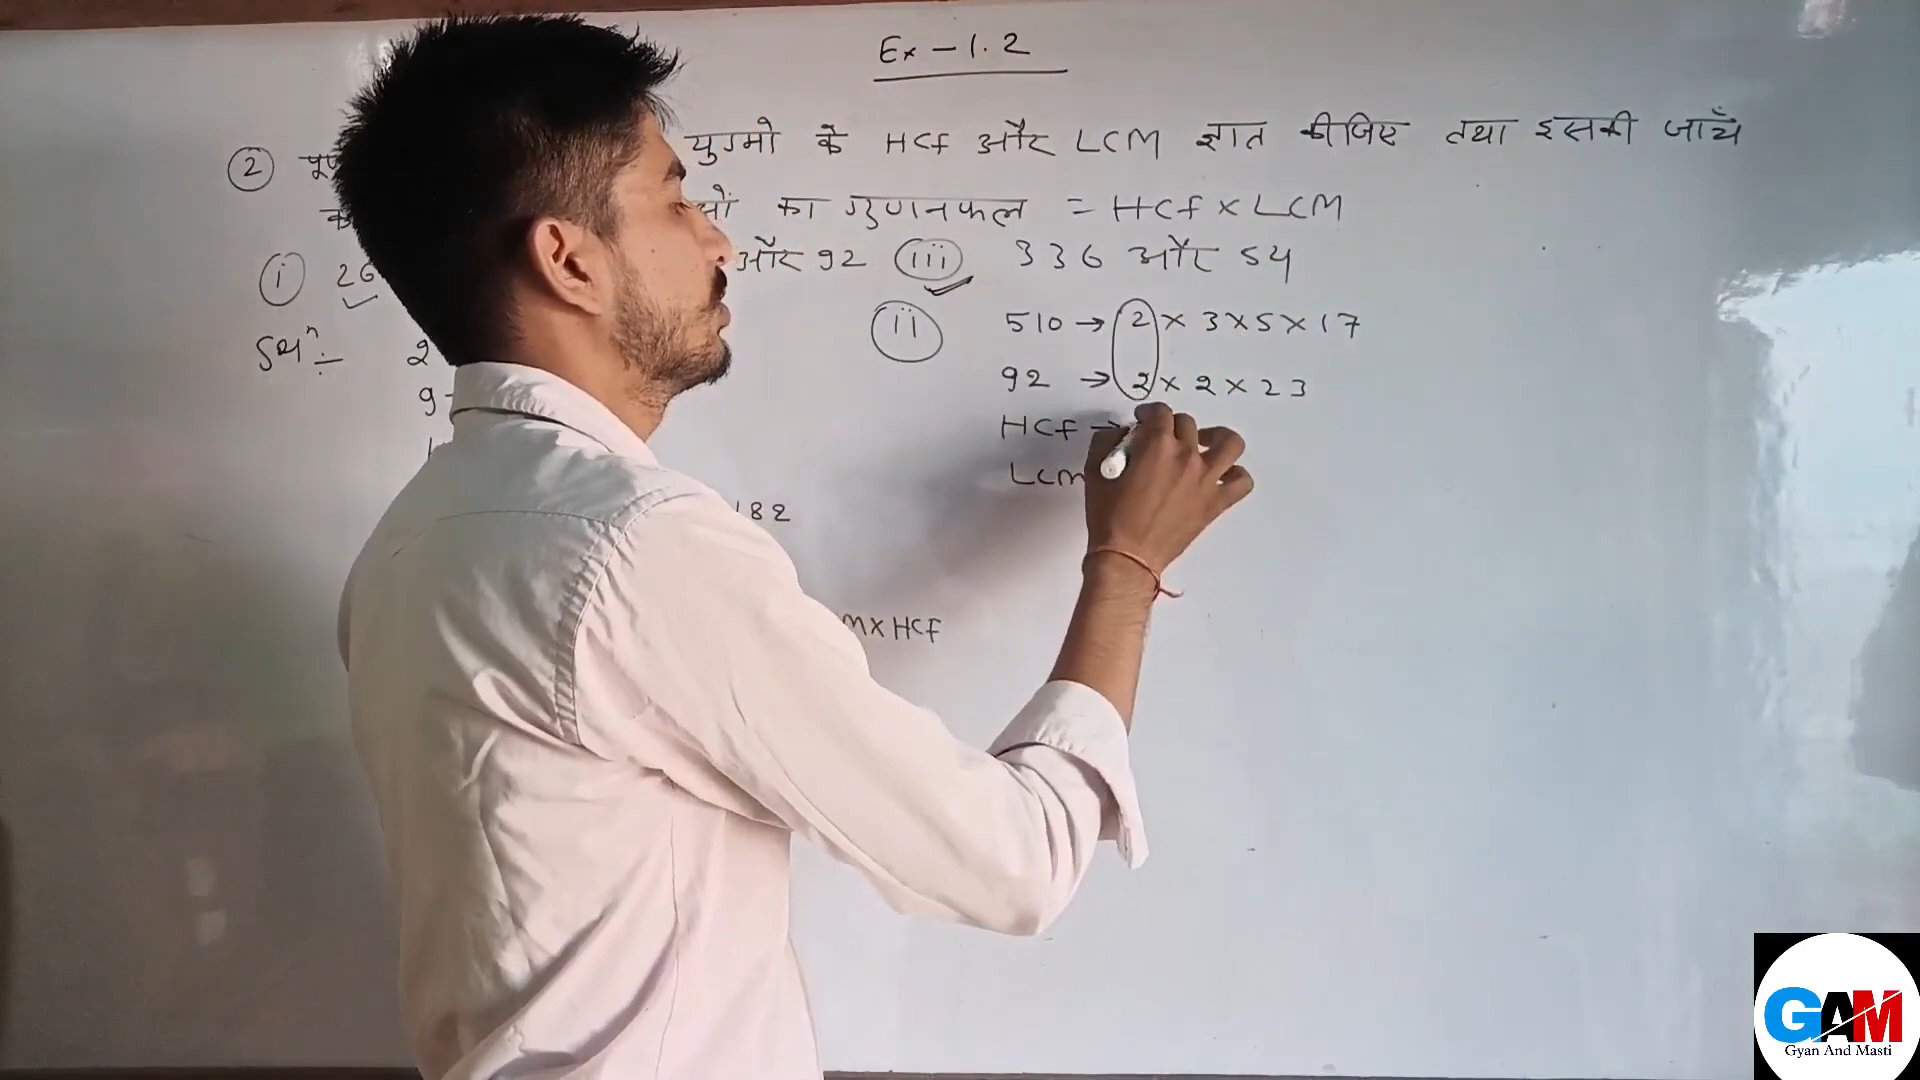 Ex - 1.2
② युग्मो के HCF और LCM ज्ञात कीजिए तथा इसकी जाँच
का गुणनफल = HCF × LCM
(i) 26 और 92 (iii) 336 और 54
(ii) 510 → 2 × 3 × 5 × 17
Solⁿ :- 2
92 → 2 × 2 × 23
9
HCF →
LCM
182
m × HCF
GAM
Gyan And Masti